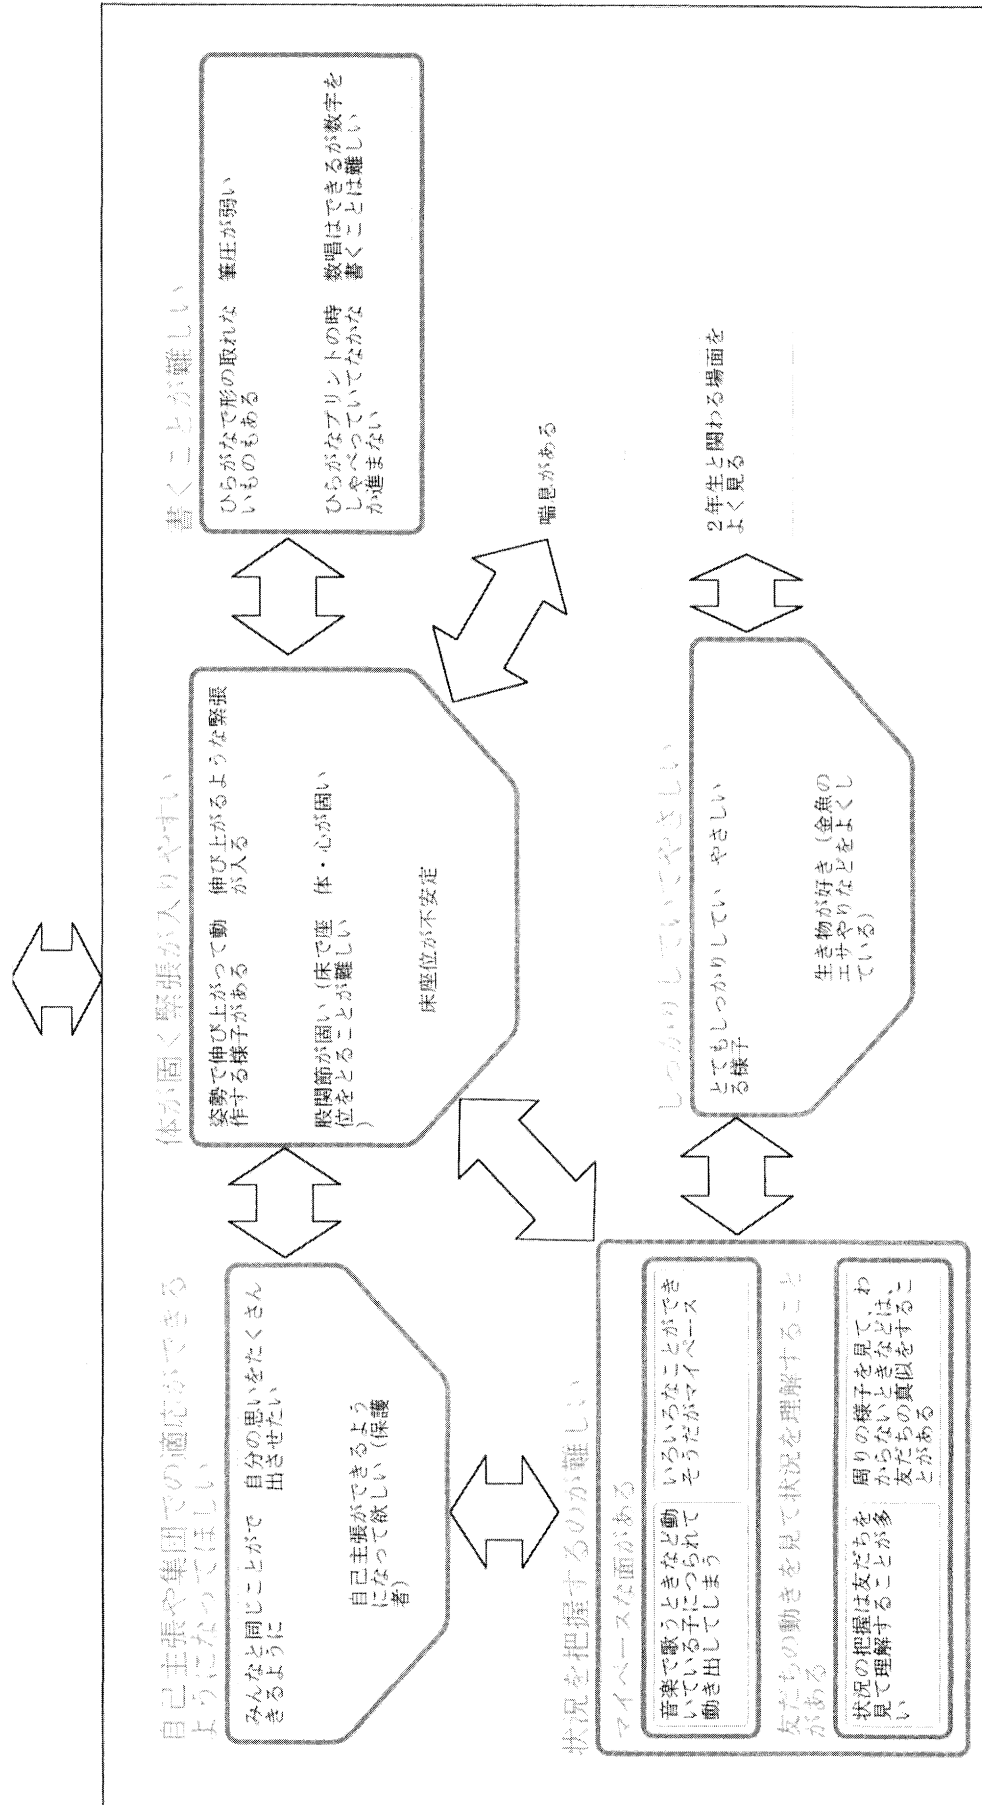 自己主張や集団での適応ができる
ようになってほしい
みんなと同じことがで
きるように
自分の思いをたくさん
出させたい
自己主張ができるよう
になって欲しい（保護
者）
体が固く緊張が入りやすい
姿勢で伸び上がって動
作する様子がある
伸び上がるような緊張
が入る
股関節が固い（床で座
位をとることが難しい
）
体・心が固い
床座位が不安定
書くことが難しい
ひらがなで形の取れな
いものもある
筆圧が弱い
ひらがなプリントの時
しゃべっていてなかな
か進まない
数唱はできるが数字を
書くことは難しい
喘息がある
状況を把握するのが難しい
マイペースな面がある
音楽で歌うときなど動
いている子につられて
動き出してしまう
いろいろなことができ
そうだがマイペース
友だちの動きを見て状況を理解すること
がある
状況の把握は友だちを
見て理解することが多
い
周りの様子を見て、わ
からないときなどは、
友だちの真似をするこ
とがある
しっかりしていてやさしい
とてもしっかりしてい
る様子
やさしい
生き物が好き（金魚の
エサやりなどをよくし
ている）
2年生と関わる場面を
よく見る